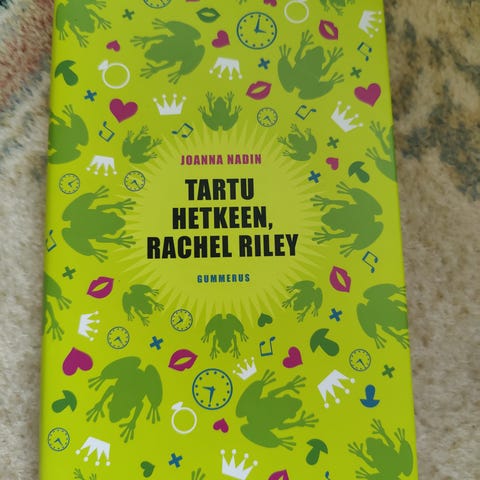 JOANNA NADIN
TARTU
HETKEEN,
RACHEL RILEY
GUMMERUS